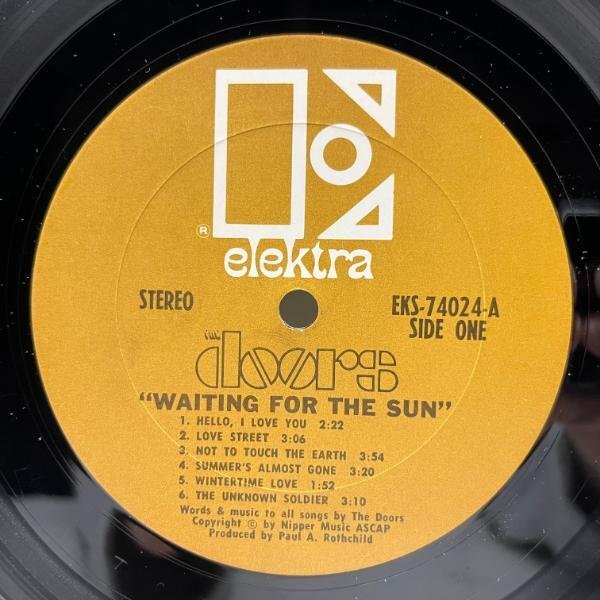 ®
elektra
STEREO
EKS-74024-A
SIDE ONE
THE
doors
"WAITING FOR THE SUN"
1. HELLO, I LOVE YOU 2:22
2. LOVE STREET 3:06
3. NOT TO TOUCH THE EARTH 3:54
4. SUMMER'S ALMOST GONE 3:20
5. WINTERTIME LOVE 1:52
6. THE UNKNOWN SOLDIER 3:10
Words & music to all songs by The Doors
Copyright © by Nipper Music ASCAP
Produced by Paul A. Rothchild